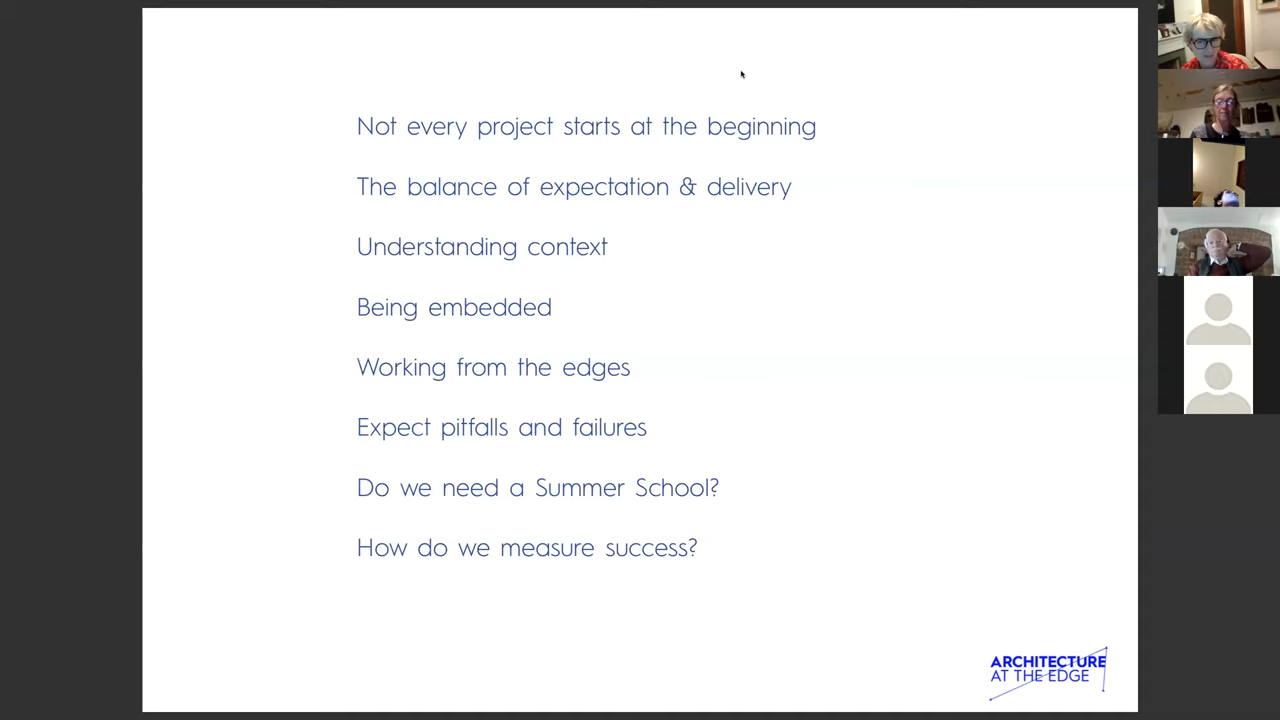 Not every project starts at the beginning
The balance of expectation & delivery
Understanding context
Being embedded
Working from the edges
Expect pitfalls and failures
Do we need a Summer School?
How do we measure success?
ARCHITECTURE
AT THE EDGE